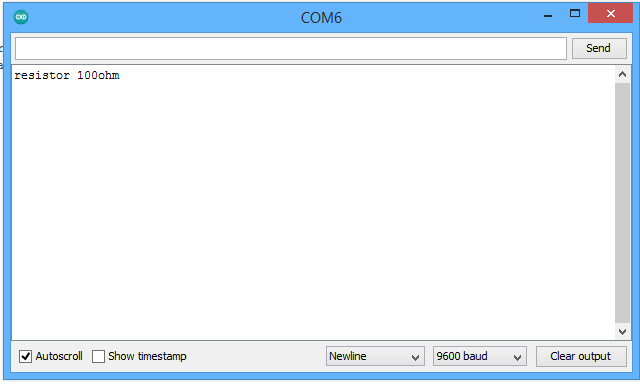 COM6
Send
resistor 100ohm
Autoscroll Show timestamp Newline 9600 baud Clear output